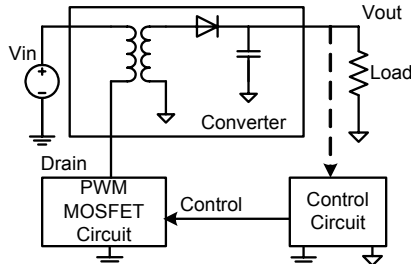 Vout
Vin
Load
Converter
Drain
PWM
MOSFET
Circuit
Control
Control
Circuit